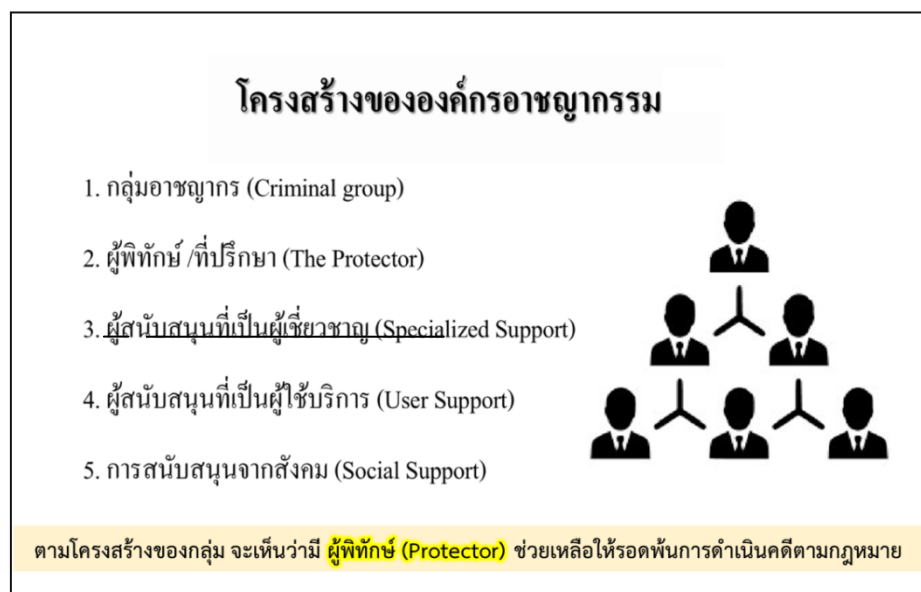 โครงสร้างขององค์กรอาชญากรรม
1. กลุ่มอาชญากร (Criminal group)
2. ผู้พิทักษ์ /ที่ปรึกษา (The Protector)
3. ผู้สนับสนุนที่เป็นผู้เชี่ยวชาญ (Specialized Support)
4. ผู้สนับสนุนที่เป็นผู้ใช้บริการ (User Support)
5. การสนับสนุนจากสังคม (Social Support)
ตามโครงสร้างของกลุ่ม จะเห็นว่ามี ผู้พิทักษ์ (Protector) ช่วยเหลือให้รอดพ้นการดำเนินคดีตามกฎหมาย